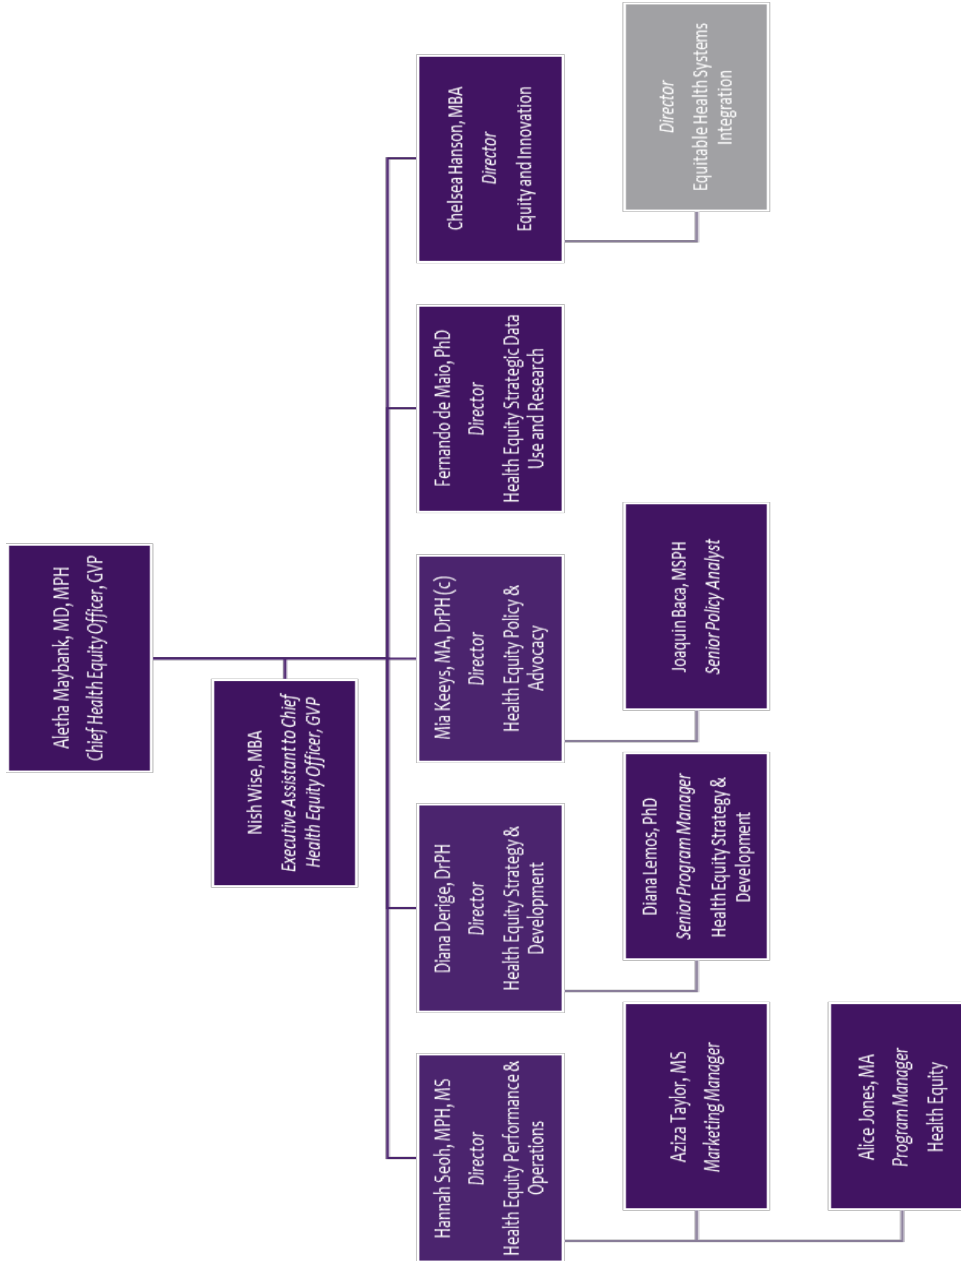 Aletha Maybank, MD, MPH
Chief Health Equity Officer, GVP
Nish Wise, MBA
Executive Assistant to Chief
Health Equity Officer, GVP
Hannah Seoh, MPH, MS
Director
Health Equity Performance &
Operations
Diana Derige, DrPH
Director
Health Equity Strategy &
Development
Mia Keeys, MA, DrPH (c)
Director
Health Equity Policy &
Advocacy
Fernando de Maio, PhD
Director
Health Equity Strategic Data
Use and Research
Chelsea Hanson, MBA
Director
Equity and Innovation
Aziza Taylor, MS
Marketing Manager
Diana Lemos, PhD
Senior Program Manager
Health Equity Strategy &
Development
Joaquin Baca, MSPH
Senior Policy Analyst
Director
Equitable Health Systems
Integration
Alice Jones, MA
Program Manager
Health Equity